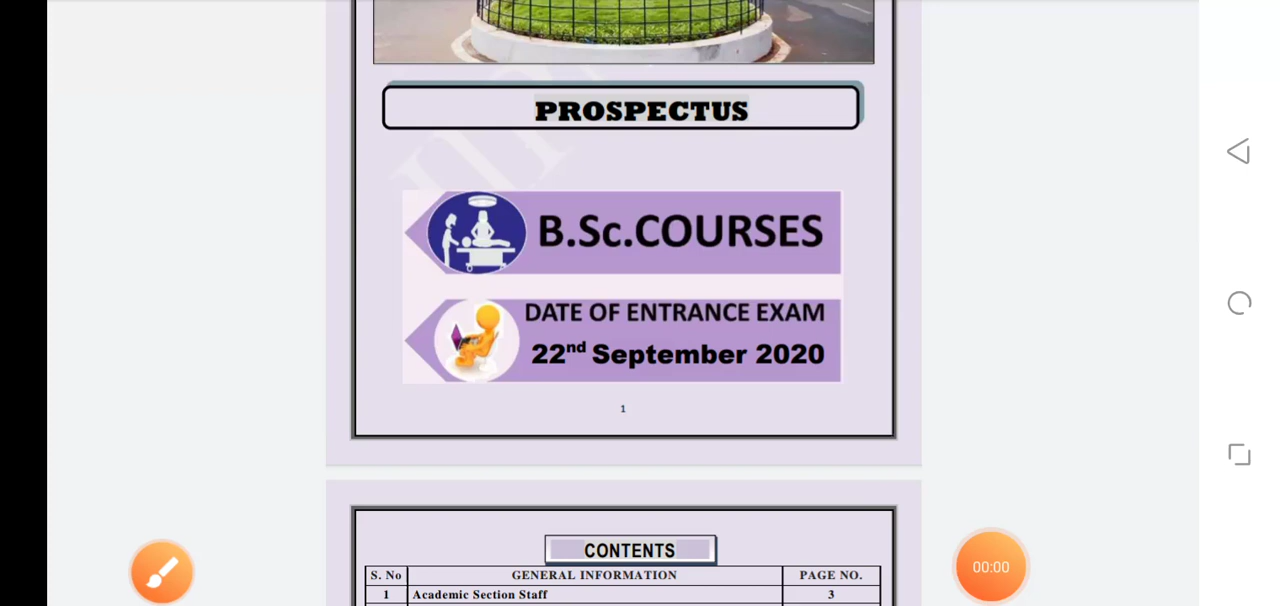 PROSPECTUS
B.Sc.COURSES
DATE OF ENTRANCE EXAM
22nd September 2020
1
CONTENTS
S. No GENERAL INFORMATION PAGE NO.
1 Academic Section Staff 3
00:00